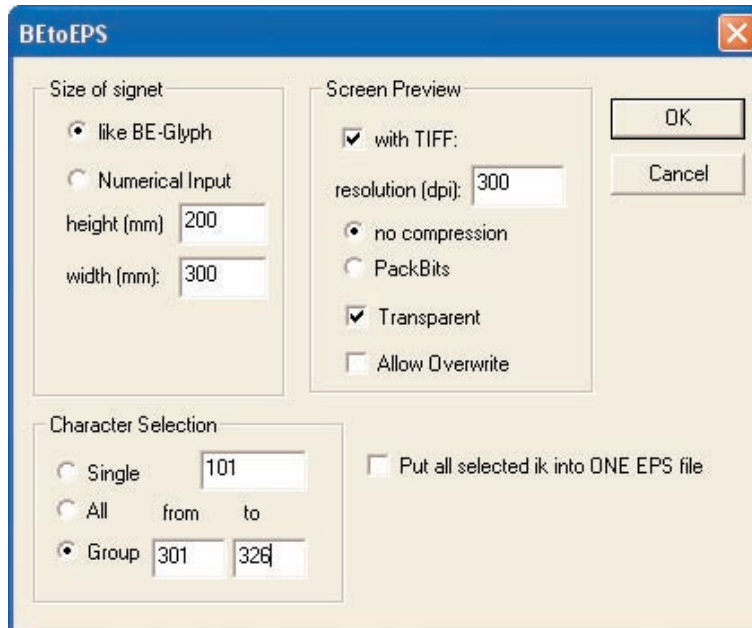 BEtoEPS
Size of signet
like BE-Glyph
Numerical Input
height (mm) 200
width (mm): 300
Screen Preview
with TIFF:
resolution (dpi): 300
no compression
PackBits
Transparent
Allow Overwrite
OK
Cancel
Character Selection
Single 101
All from to
Group 301 326
Put all selected ik into ONE EPS file